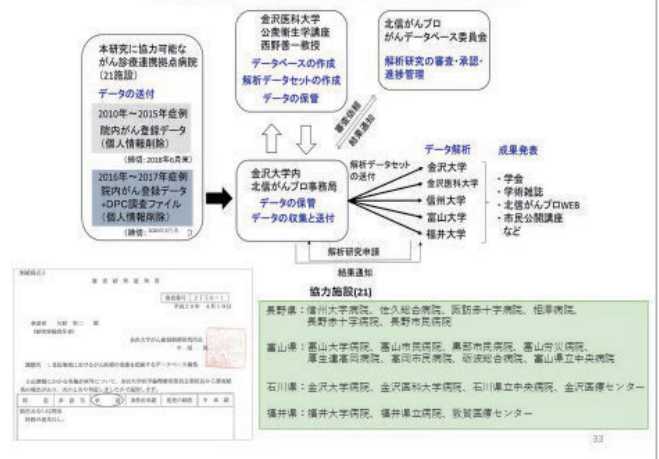 本研究に協力可能な
がん診療連携拠点病院
(21施設)
データの送付
2010年～2015年症例
院内がん登録データ
(個人情報削除)
(締切: 2018年6月末)
2016年～2017年症例
院内がん登録データ
+DPC調査ファイル
(個人情報削除)
金沢医科大学
公衆衛生学講座
西野善一教授
データベースの作成
解析データセットの作成
データの保管
北信がんプロ
がんデータベース委員会
解析研究の審査・承認・
進捗管理
審査依頼
結果通知
金沢大学内
北信がんプロ事務局
データの保管
データの収集と送付
解析データセット
の送付
データ解析
金沢大学
金沢医科大学
信州大学
富山大学
福井大学
成果発表
・学会
・学術雑誌
・北信がんプロWEB
・市民公開講座
など
解析研究申請
結果通知
協力施設(21)
長野県：信州大学病院、佐久総合病院、諏訪赤十字病院、相澤病院、
長野赤十字病院、長野市民病院
富山県：富山大学病院、富山市民病院、黒部市民病院、富山労災病院、
厚生連高岡病院、高岡市民病院、砺波総合病院、富山県立中央病院
石川県：金沢大学病院、金沢医科大学病院、石川県立中央病院、金沢医療センター
福井県：福井大学病院、福井県立病院、敦賀医療センター
33